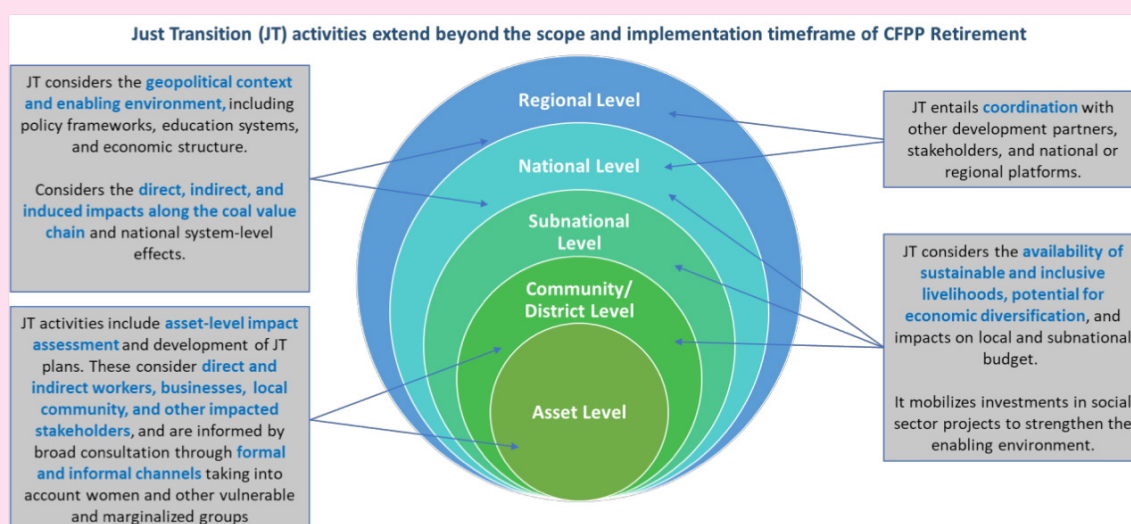 Just Transition (JT) activities extend beyond the scope and implementation timeframe of CFPP Retirement
JT considers the geopolitical context
and enabling environment, including
policy frameworks, education systems,
and economic structure.
Considers the direct, indirect, and
induced impacts along the coal value
chain and national system-level
effects.
JT activities include asset-level impact
assessment and development of JT
plans. These consider direct and
indirect workers, businesses, local
community, and other impacted
stakeholders, and are informed by
broad consultation through formal
and informal channels taking into
account women and other vulnerable
and marginalized groups
Regional Level
National Level
Subnational
Level
Community/
District Level
Asset Level
JT entails coordination with
other development partners,
stakeholders, and national or
regional platforms.
JT considers the availability of
sustainable and inclusive
livelihoods, potential for
economic diversification, and
impacts on local and subnational
budget.
It mobilizes investments in social
sector projects to strengthen the
enabling environment.